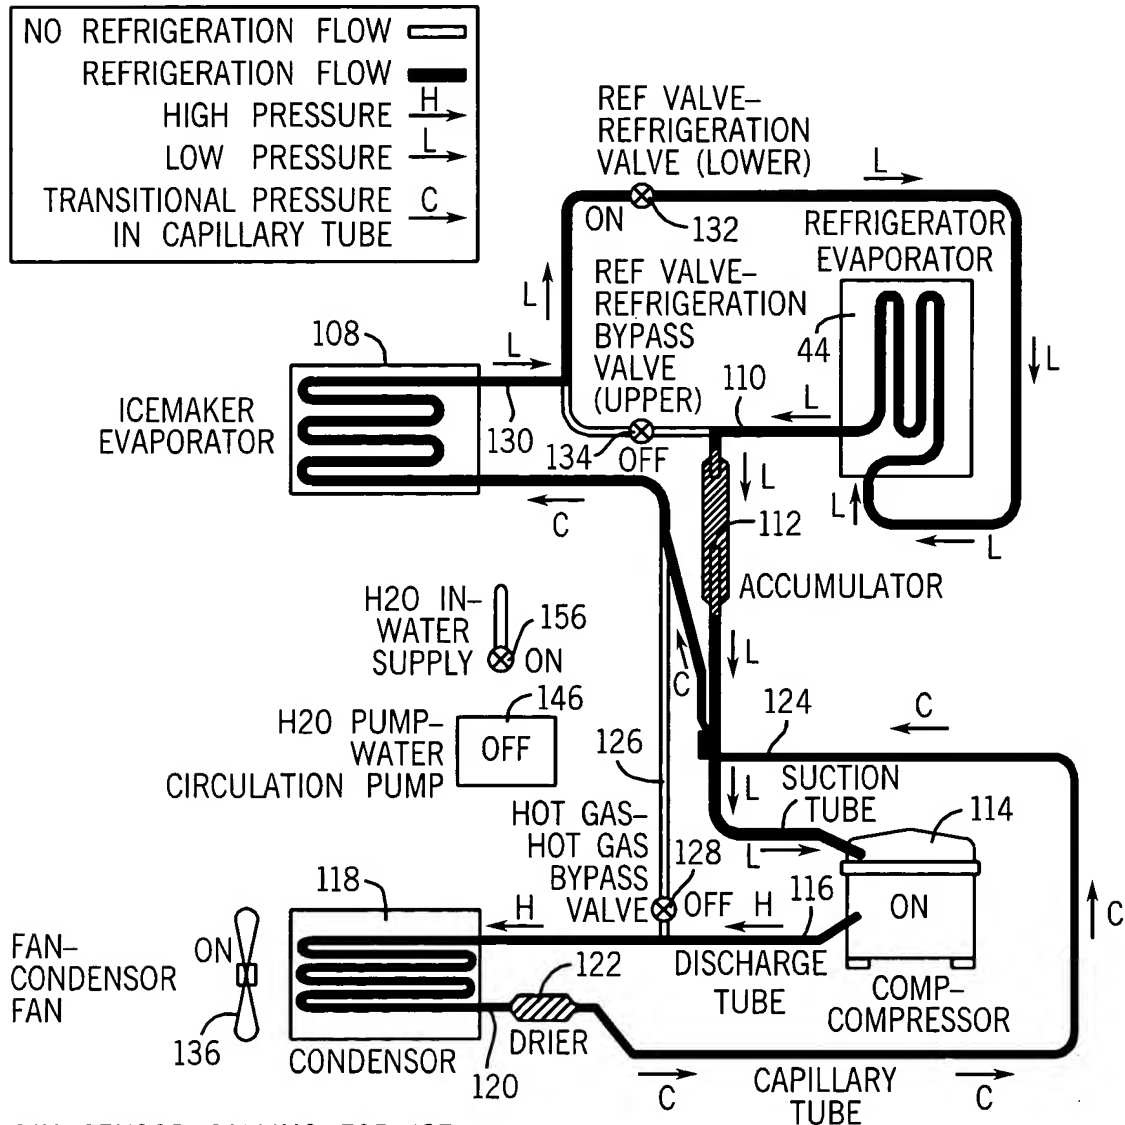 NO REFRIGERATION FLOW
REFRIGERATION FLOW
HIGH PRESSURE H
LOW PRESSURE L
TRANSITIONAL PRESSURE C
IN CAPILLARY TUBE
REF VALVE–
REFRIGERATION
VALVE (LOWER)
L
ON
132
REFRIGERATOR
EVAPORATOR
REF VALVE–
REFRIGERATION
BYPASS
VALVE
(UPPER)
L
44
L
108
L
110
L
ICEMAKER
EVAPORATOR
130
134
OFF
L
L
C
112
L
ACCUMULATOR
H2O IN–
WATER
SUPPLY
156
ON
L
C
146
H2O PUMP–
WATER
CIRCULATION PUMP
OFF
126
124
C
SUCTION
TUBE
L
HOT GAS–
HOT GAS
BYPASS
VALVE
128
OFF
L
114
118
H
H
116
ON
C
FAN–
CONDENSOR
FAN
ON
136
122
DISCHARGE
TUBE
COMP–
COMPRESSOR
CONDENSOR
120
DRIER
C
CAPILLARY
TUBE
C